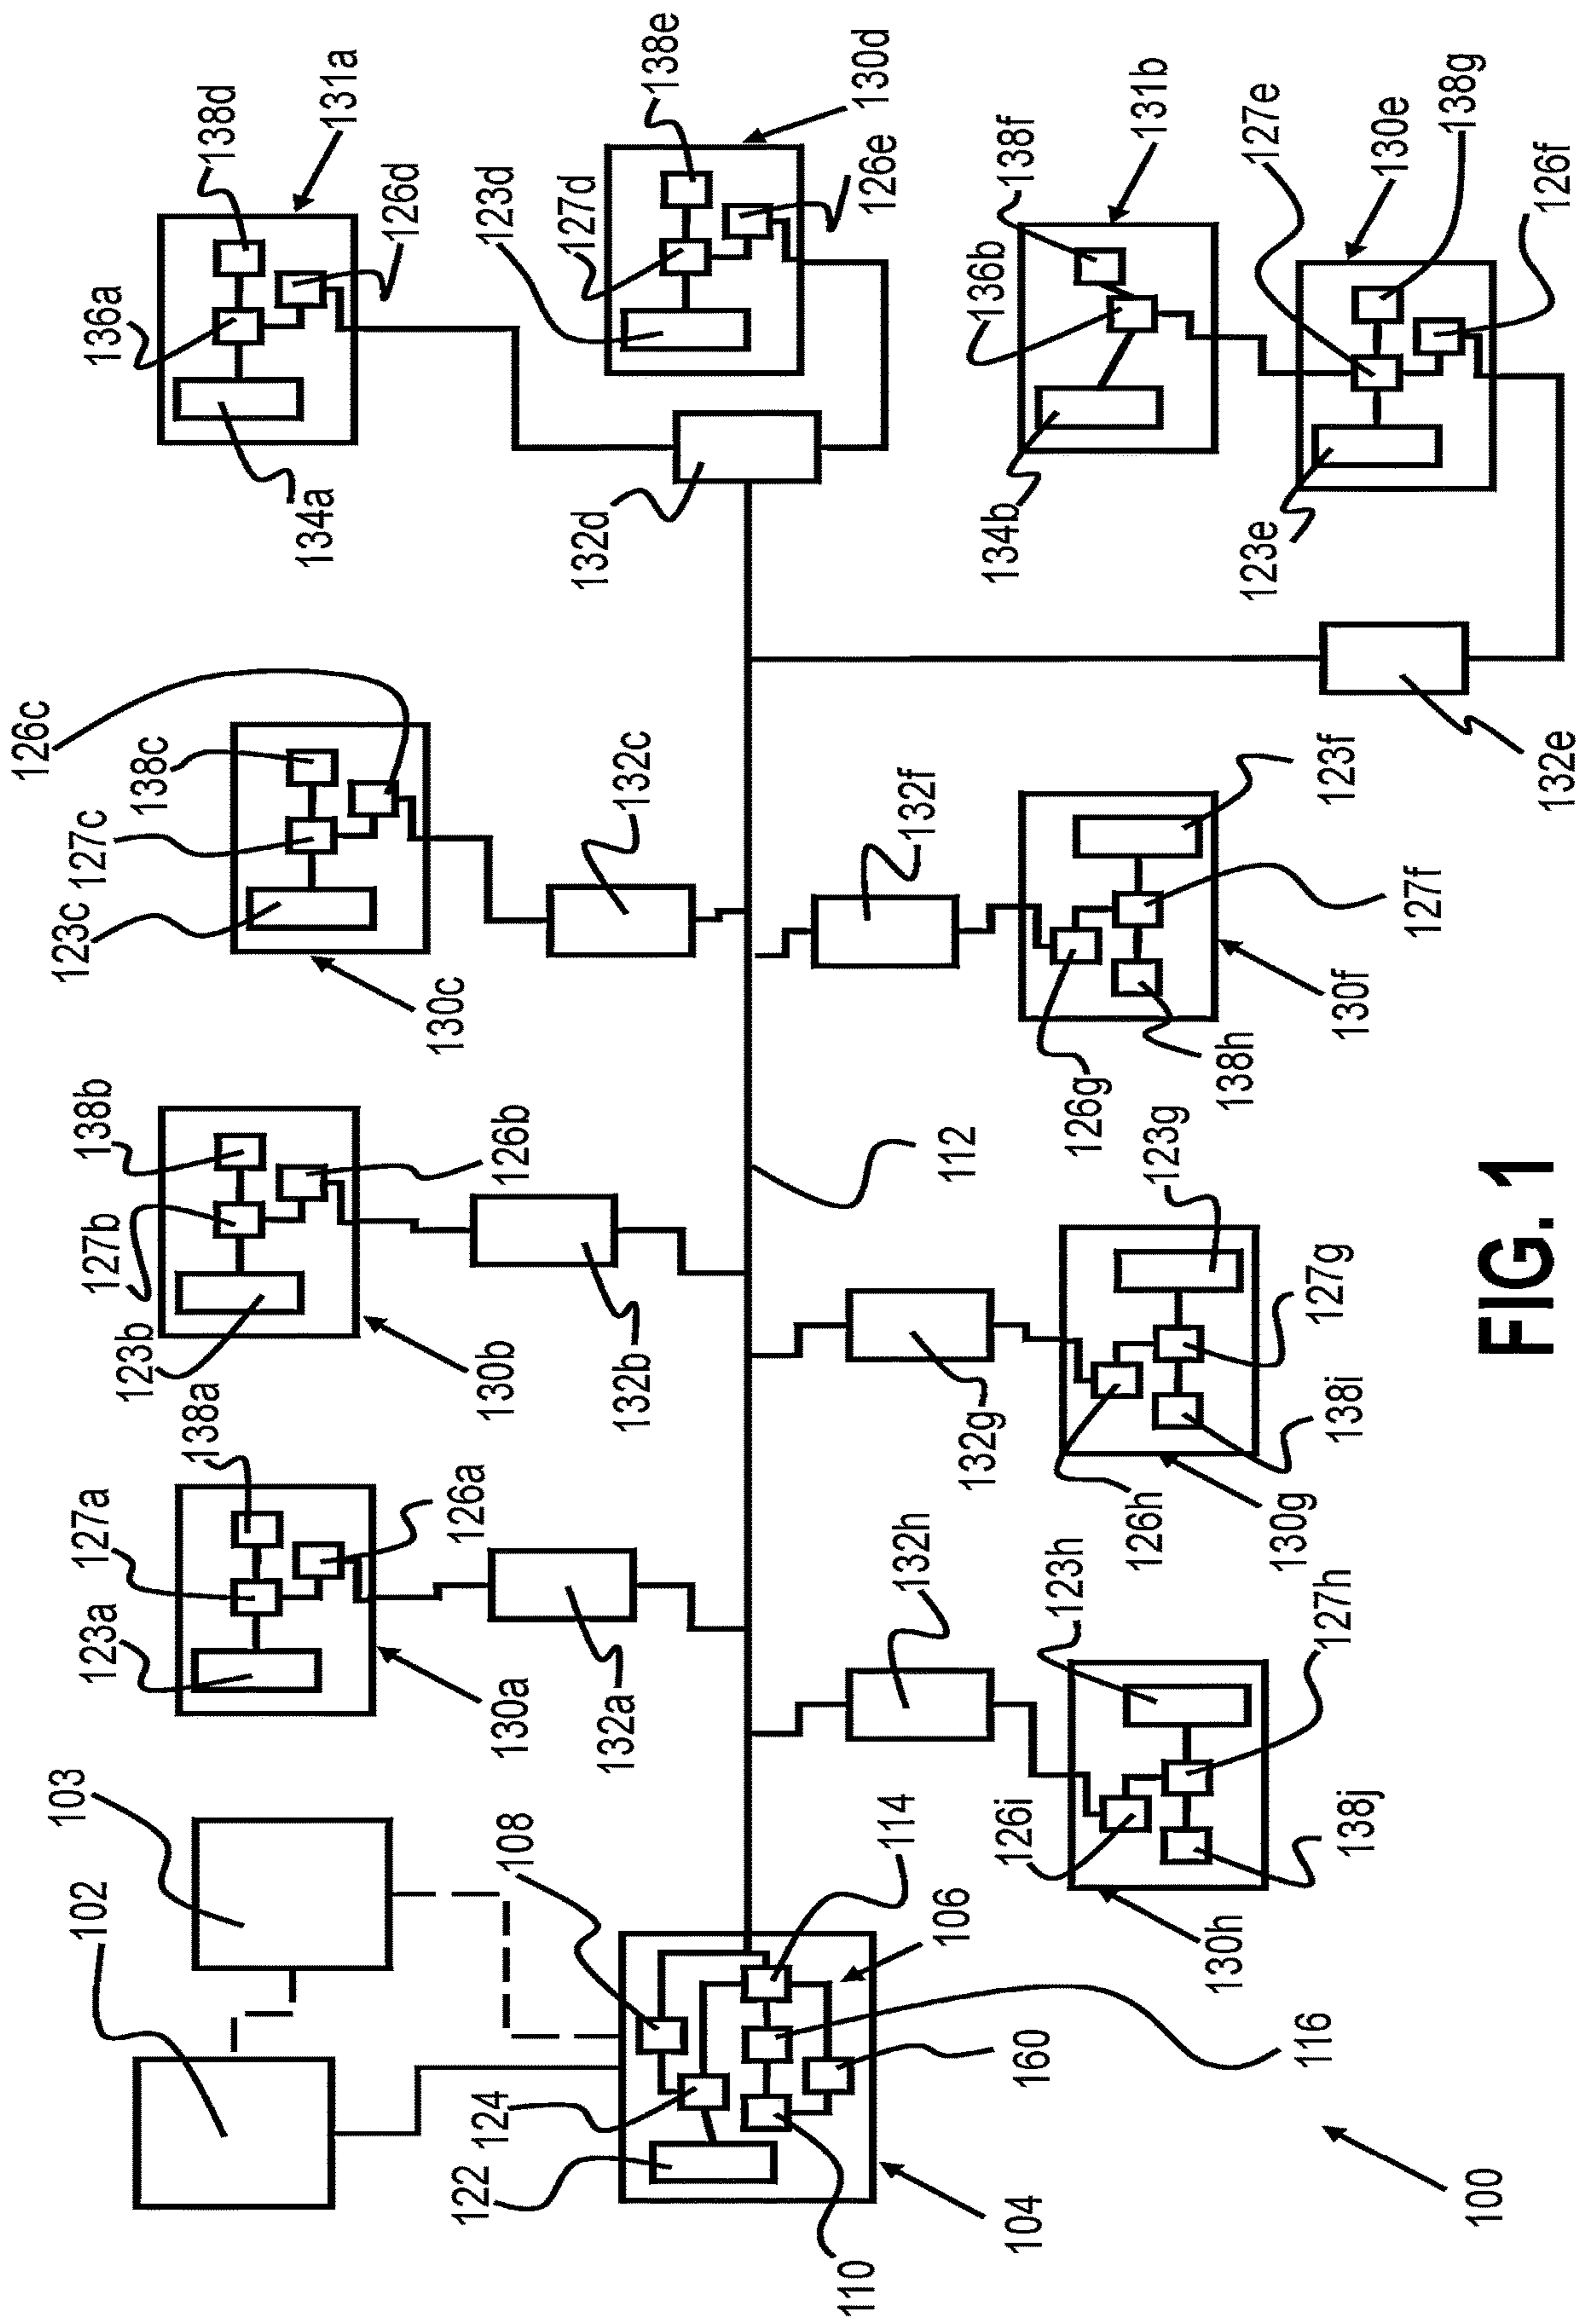 102
103
123a
127a
138a
126a
130a
132a
123b
127b
138b
126b
130b
132b
123c
127c
138c
126c
130c
132c
134a
136a
138d
126d
131a
132d
123d
127d
138e
126e
130d
122
124
108
114
106
160
116
110
104
112
132h
123h
127h
126i
138j
130h
132g
123g
127g
138i
126h
130g
132f
123f
127f
126g
138h
130f
134b
136b
138f
131b
123e
127e
130e
138g
126f
132e
100
FIG. 1